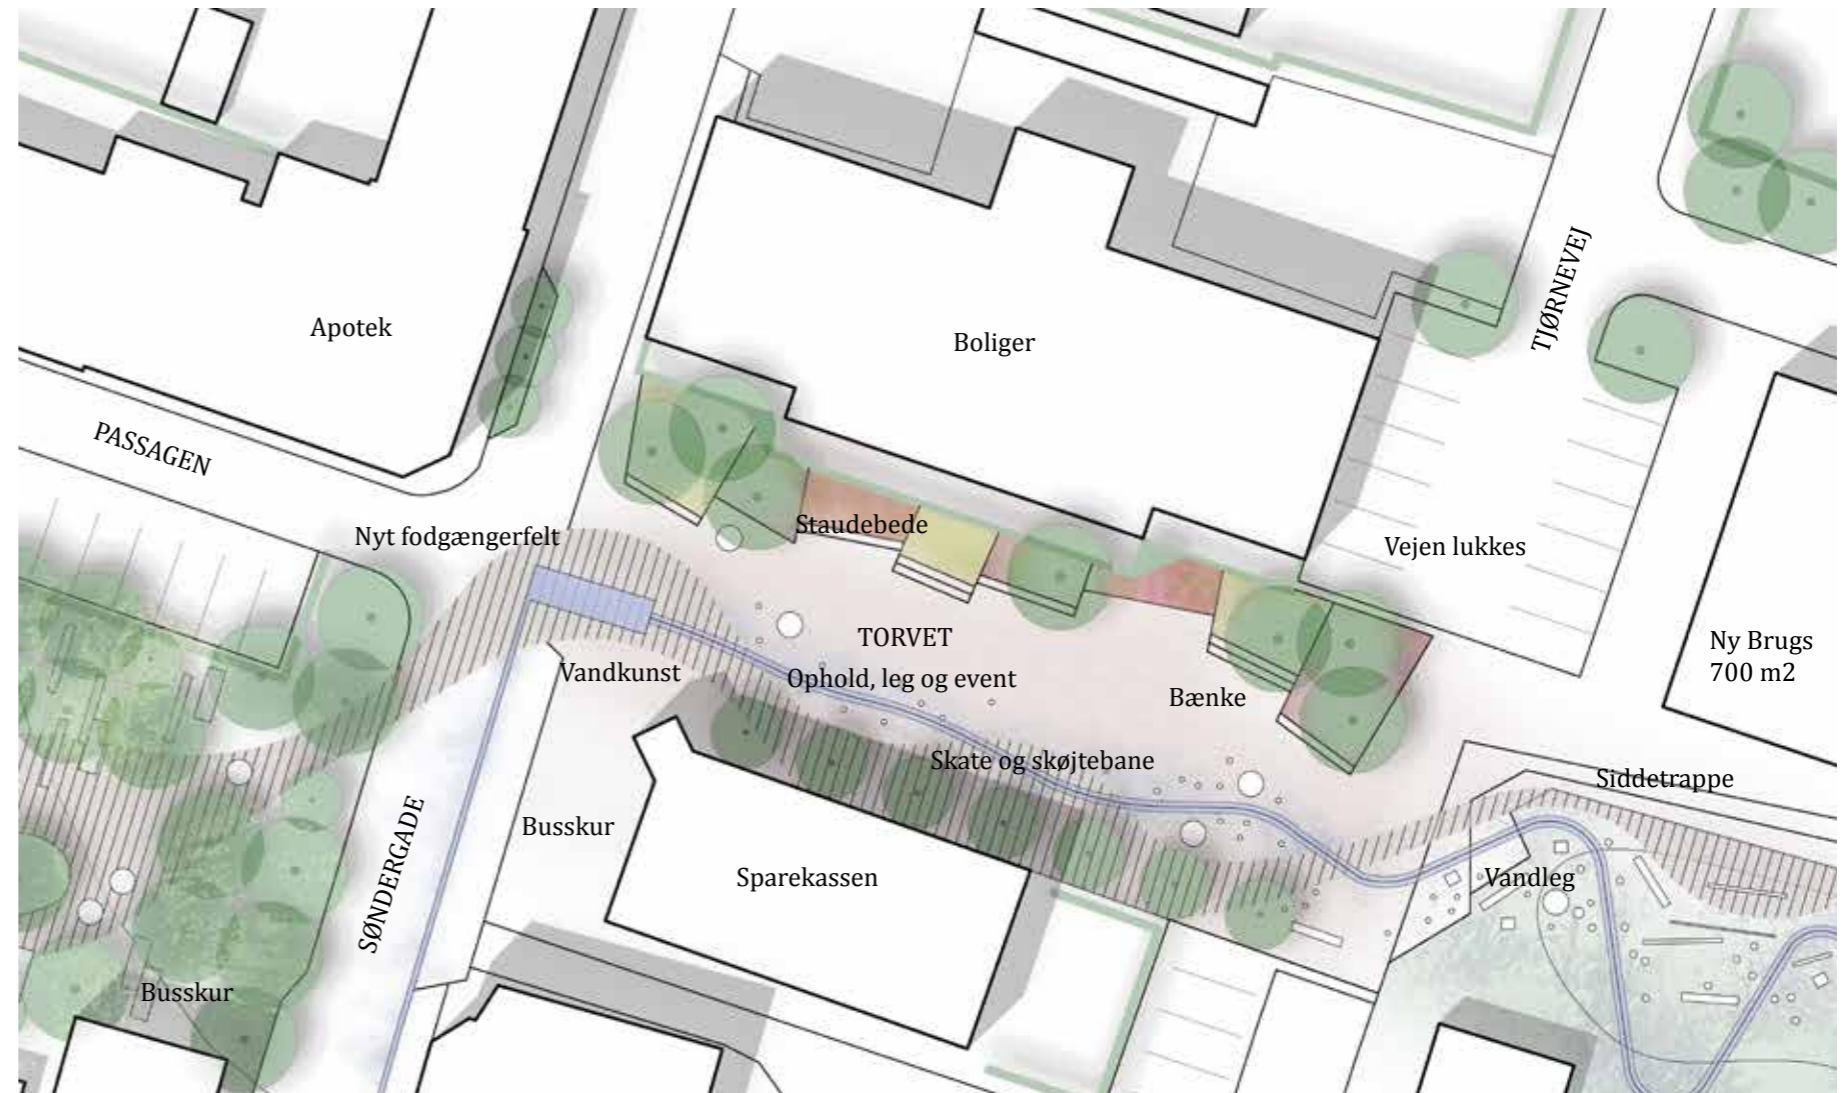 TJØRNEVEJ
Apotek
Boliger
PASSAGEN
Staudebede
Nyt fodgængerfelt
Vejen lukkes
TORVET
Ny Brugs
700 m2
Vandkunst
Ophold, leg og event
Bænke
Skate og skøjtebane
Siddetrappe
Busskur
SØNDERGADE
Sparekassen
Vandleg
Busskur